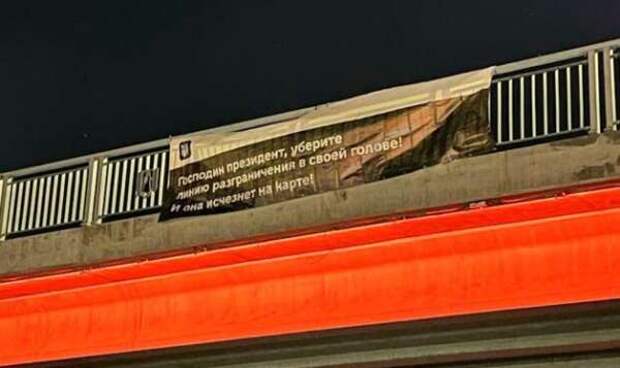 Господин президент, уберите
линию разграничения в своей голове!
И она исчезнет на карте!